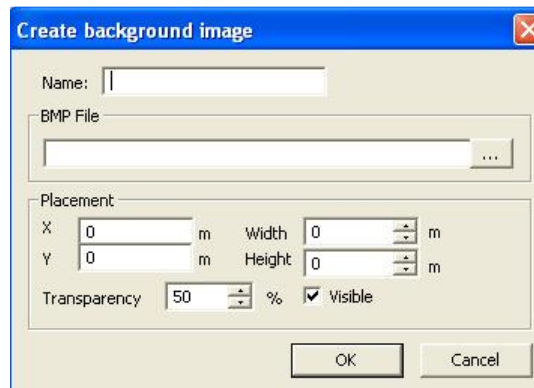 Create background image
Name:
BMP File
...
Placement
X 0 m Width 0 m
Y 0 m Height 0 m
Transparency 50 % Visible
OK Cancel